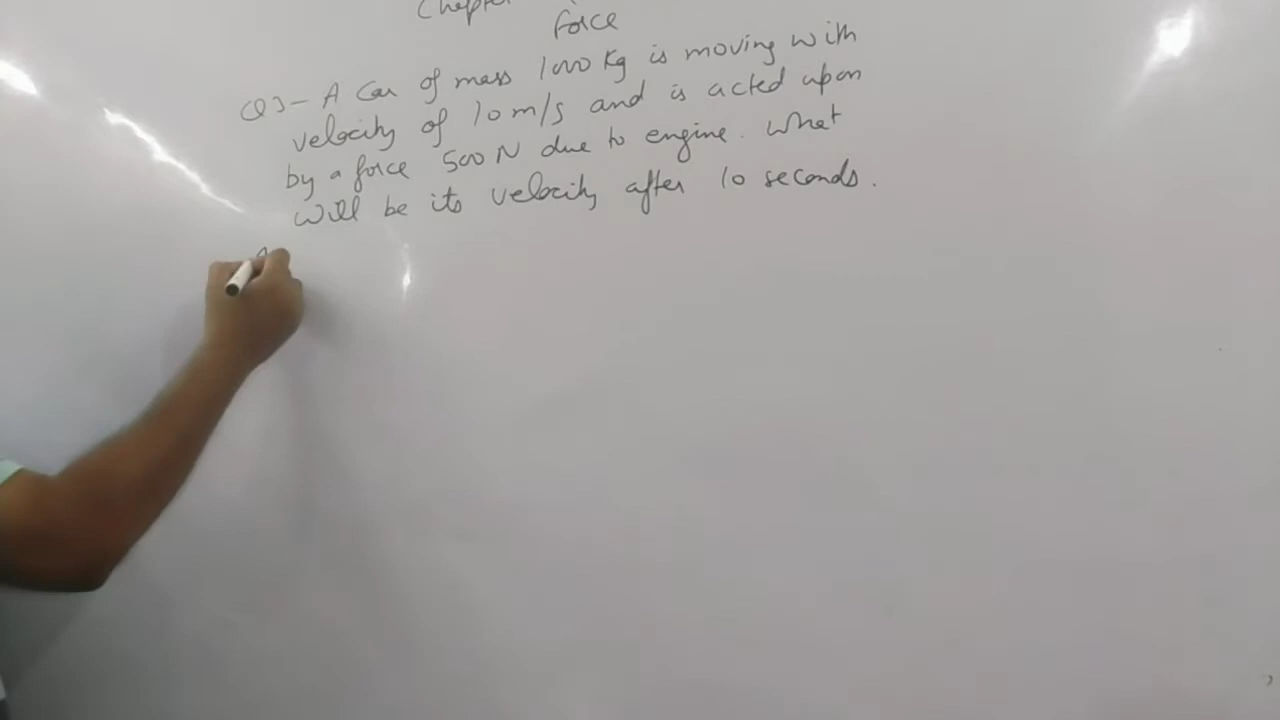 Chapter
Force
Q3- A Car of mass 1000 Kg is moving with
velocity of 10 m/s and is acted upon
by a force 500 N due to engine. What
will be its velocity after 10 seconds.